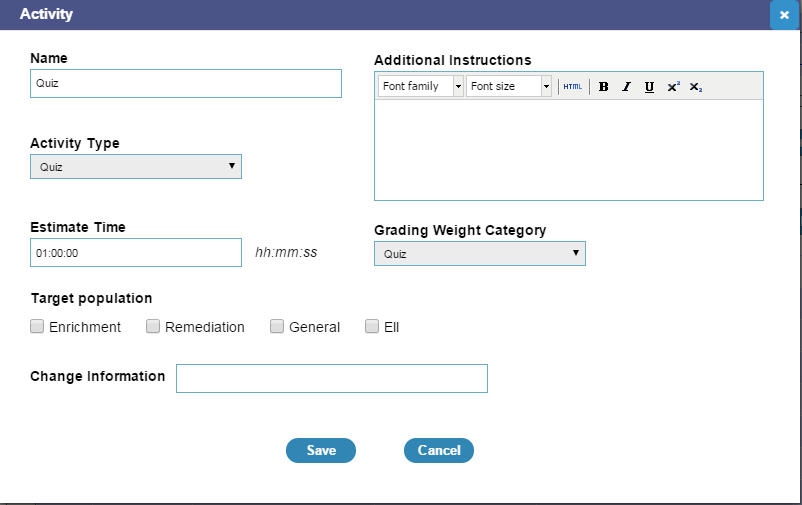 Activity
×
Name
Quiz
Additional Instructions
Font family Font size HTML B I U x² x₂
Activity Type
Quiz
Estimate Time
01:00:00 hh:mm:ss
Grading Weight Category
Quiz
Target population
Enrichment Remediation General Ell
Change Information
Save Cancel